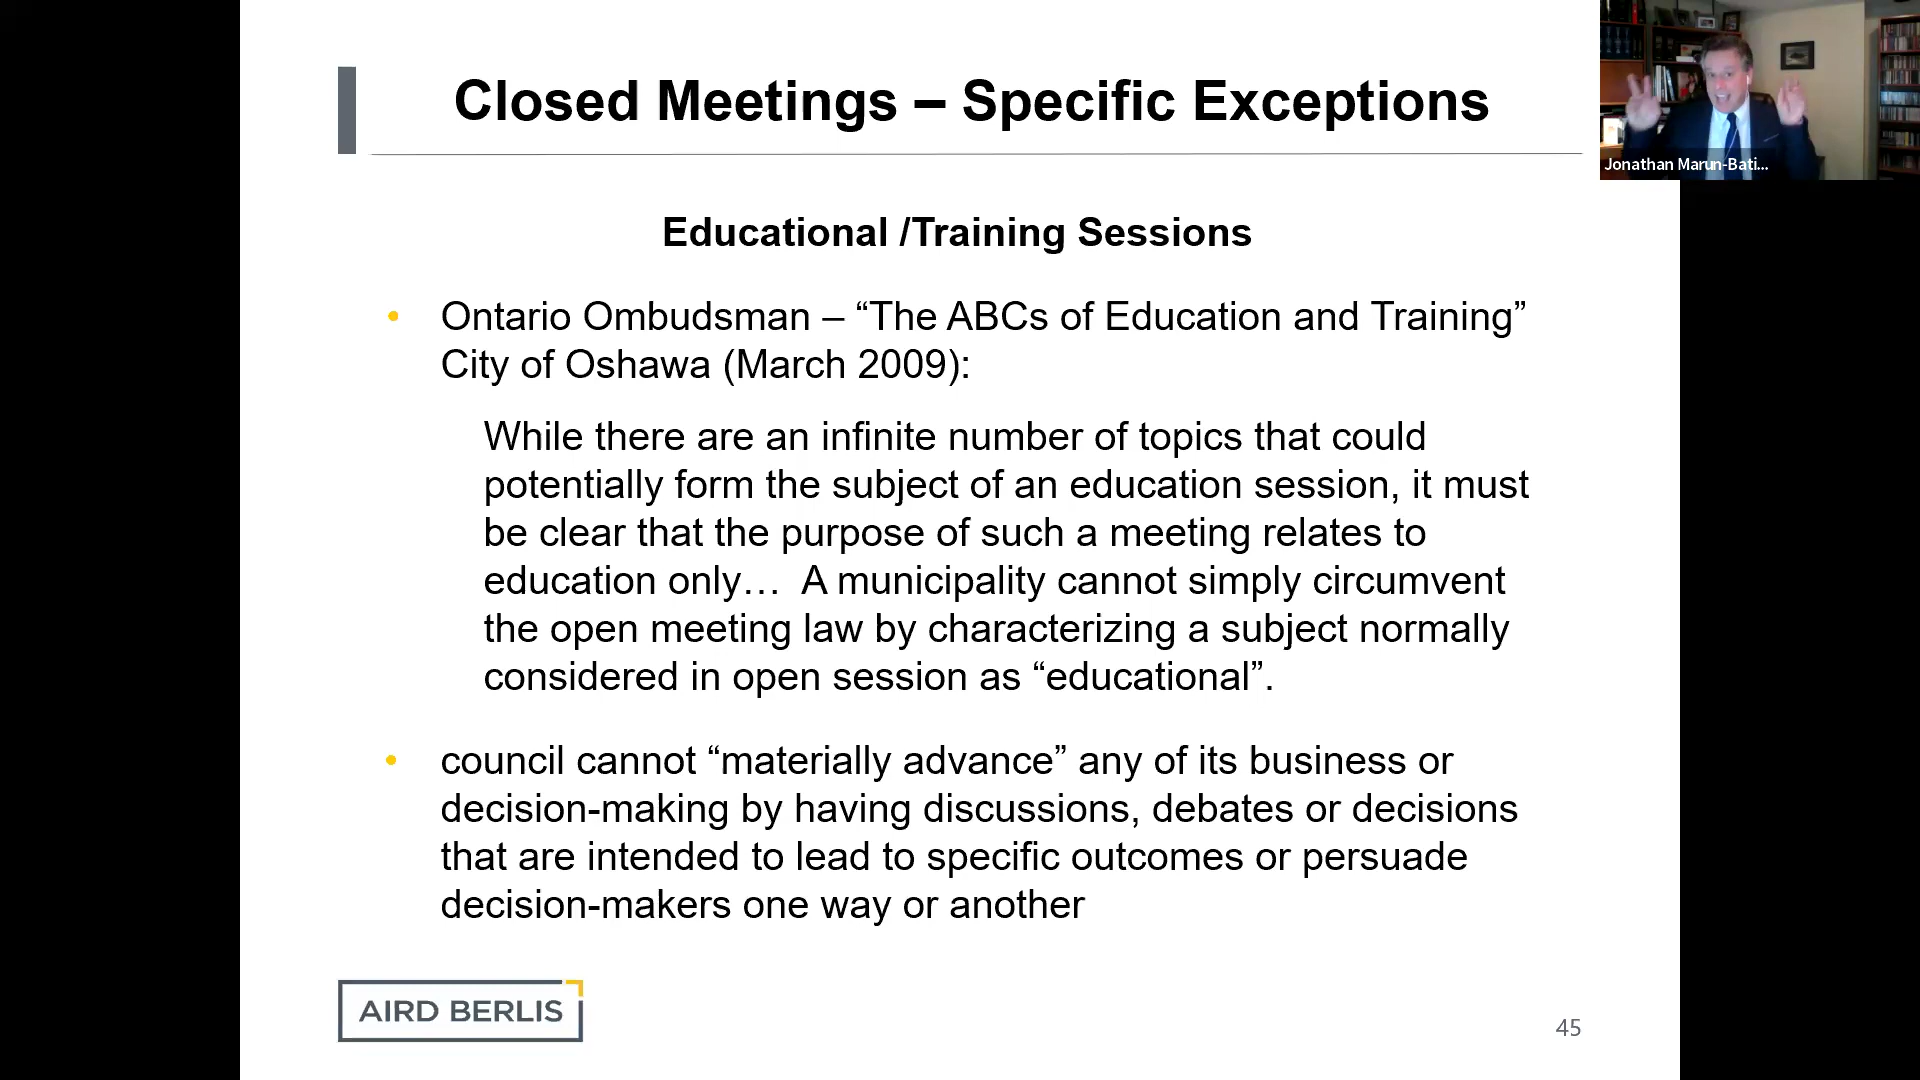 Closed Meetings – Specific Exceptions
Jonathan Marun-Bati...
Educational /Training Sessions
• Ontario Ombudsman – “The ABCs of Education and Training”
City of Oshawa (March 2009):
While there are an infinite number of topics that could
potentially form the subject of an education session, it must
be clear that the purpose of such a meeting relates to
education only… A municipality cannot simply circumvent
the open meeting law by characterizing a subject normally
considered in open session as “educational”.
• council cannot “materially advance” any of its business or
decision-making by having discussions, debates or decisions
that are intended to lead to specific outcomes or persuade
decision-makers one way or another
AIRD BERLIS
45